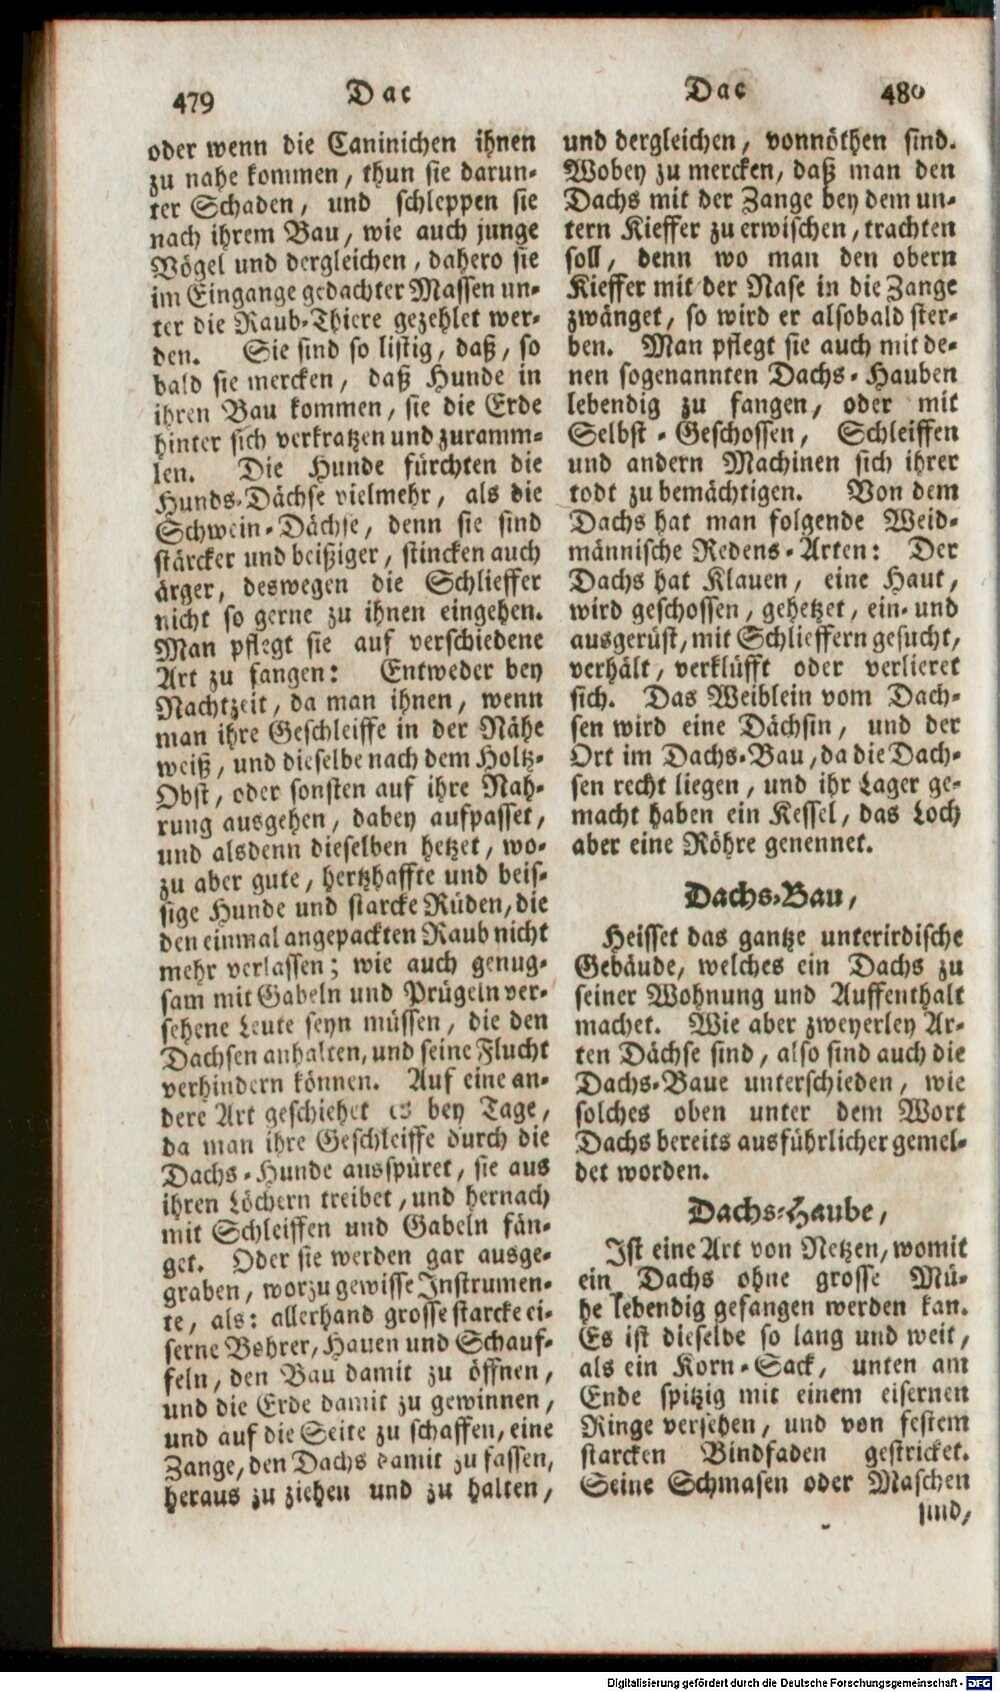 479 Dac
oder wenn die Caninichen ihnen
zu nahe kommen, thun sie darun-
ter Schaden, und schleppen sie
nach ihrem Bau, wie auch junge
Vögel und dergleichen, dahero sie
im Eingange gedachter Massen un-
ter die Raub-Thiere gezehlet wer-
den. Sie sind so listig, daß, so
bald sie mercken, daß Hunde in
ihren Bau kommen, sie die Erde
hinter sich verkratzen und zuramm-
len. Die Hunde fürchten die
Hunds-Dächse vielmehr, als die
Schwein-Dächse, denn sie sind
stärcker und beißiger, stincken auch
ärger, deswegen die Schlieffer
nicht so gerne zu ihnen eingehen.
Man pflegt sie auf verschiedene
Art zu fangen: Entweder bey
Nachtzeit, da man ihnen, wenn
man ihre Geschleiffe in der Nähe
weiß, und dieselbe nach dem Holtz-
Obst, oder sonsten auf ihre Nah-
rung ausgehen, dabey aufpasset,
und alsdenn dieselben hetzet, wo-
zu aber gute, hertzhaffte und beis-
sige Hunde und starcke Rüden, die
den einmal angepackten Raub nicht
mehr verlassen; wie auch genug-
sam mit Gabeln und Prügeln ver-
sehene Leute seyn müssen, die den
Dachsen anhalten, und seine Flucht
verhindern können. Auf eine an-
dere Art geschiehet es bey Tage,
da man ihre Geschleiffe durch die
Dachs-Hunde ausspüret, sie aus
ihren Löchern treibet, und hernach
mit Schleiffen und Gabeln fän-
get. Oder sie werden gar ausge-
graben, worzu gewisse Instrumen-
te, als: allerhand grosse starcke ei-
serne Bohrer, Hauen und Schauf-
feln, den Bau damit zu öffnen,
und die Erde damit zu gewinnen,
und auf die Seite zu schaffen, eine
Zange, den Dachs damit zu fassen,
heraus zu ziehen und zu halten,
Dac 480
und dergleichen, vonnöthen sind.
Wobey zu mercken, daß man den
Dachs mit der Zange bey dem un-
tern Kieffer zu erwischen, trachten
soll, denn wo man den obern
Kieffer mit der Nase in die Zange
zwänget, so wird er alsobald ster-
ben. Man pflegt sie auch mit de-
nen sogenannten Dachs-Hauben
lebendig zu fangen, oder mit
Selbst-Geschossen, Schleiffen
und andern Machinen sich ihrer
todt zu bemächtigen. Von dem
Dachs hat man folgende Weid-
männische Redens-Arten: Der
Dachs hat Klauen, eine Haut,
wird geschossen, gehetzet, ein- und
ausgerüst, mit Schlieffern gesucht,
verhält, verklüfft oder verlieret
sich. Das Weiblein vom Dach-
sen wird eine Dächsin, und der
Ort im Dachs-Bau, da die Dach-
sen recht liegen, und ihr Lager ge-
macht haben ein Kessel, das Loch
aber eine Röhre genennet.
Dachs-Bau,
Heisset das gantze unterirdische
Gebäude, welches ein Dachs zu
seiner Wohnung und Auffenthalt
machet. Wie aber zweyerley Ar-
ten Dächse sind, also sind auch die
Dachs-Baue unterschieden, wie
solches oben unter dem Wort
Dachs bereits ausführlicher gemel-
det worden.
Dachs-Haube,
Ist eine Art von Netzen, womit
ein Dachs ohne grosse Mü-
he lebendig gefangen werden kan.
Es ist dieselbe so lang und weit,
als ein Korn-Sack, unten am
Ende spitzig mit einem eisernen
Ringe versehen, und von festem
starcken Bindfaden gestricket.
Seine Schmasen oder Maschen
sind,
Digitalisierung gefördert durch die Deutsche Forschungsgemeinschaft - DFG